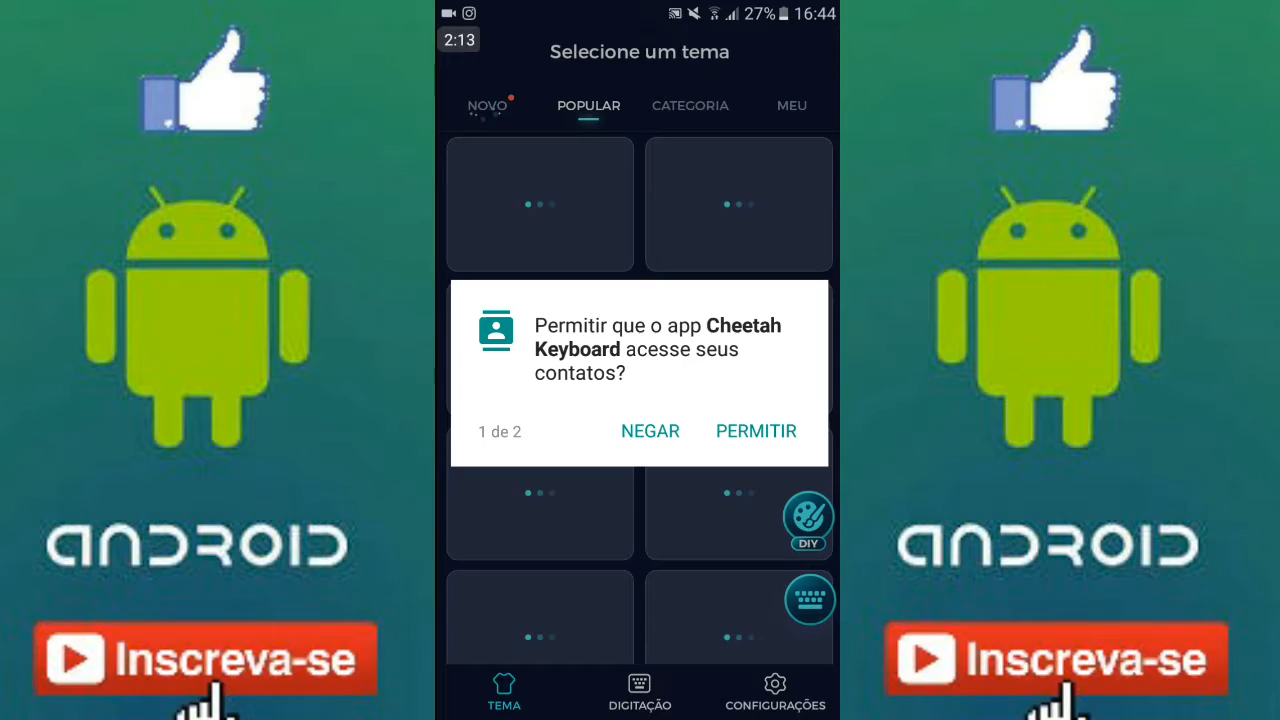 27% 16:44
2:13
Selecione um tema
NOVO POPULAR CATEGORIA MEU
Permitir que o app Cheetah
Keyboard acesse seus
contatos?
1 de 2 NEGAR PERMITIR
DIY
TEMA DIGITAÇÃO CONFIGURAÇÕES
ANDROID
Inscreva-se
ANDROID
Inscreva-se